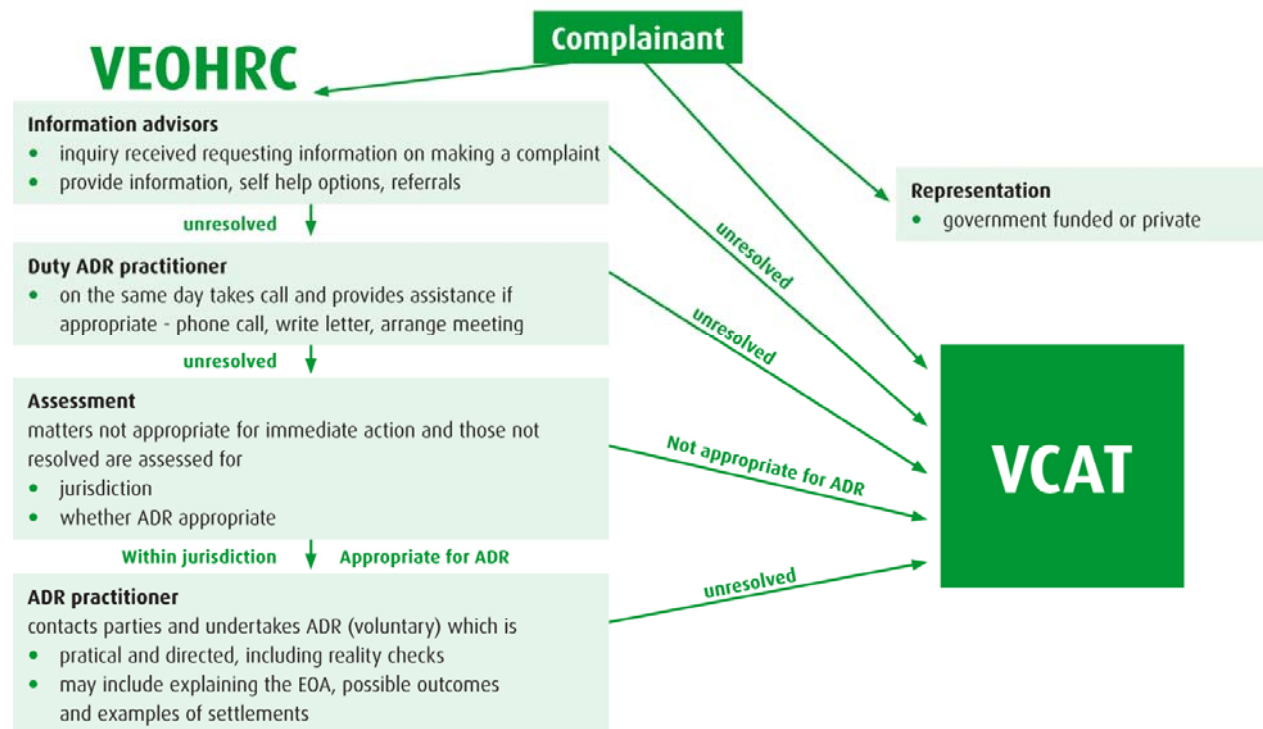 Complainant
VEOHRC
Information advisors
• inquiry received requesting information on making a complaint
• provide information, self help options, referrals
unresolved
Duty ADR practitioner
• on the same day takes call and provides assistance if
appropriate - phone call, write letter, arrange meeting
unresolved
Assessment
matters not appropriate for immediate action and those not
resolved are assessed for
• jurisdiction
• whether ADR appropriate
Within jurisdiction Appropriate for ADR
ADR practitioner
contacts parties and undertakes ADR (voluntary) which is
• pratical and directed, including reality checks
• may include explaining the EOA, possible outcomes
and examples of settlements
Representation
• government funded or private
unresolved
unresolved
Not appropriate for ADR
unresolved
VCAT